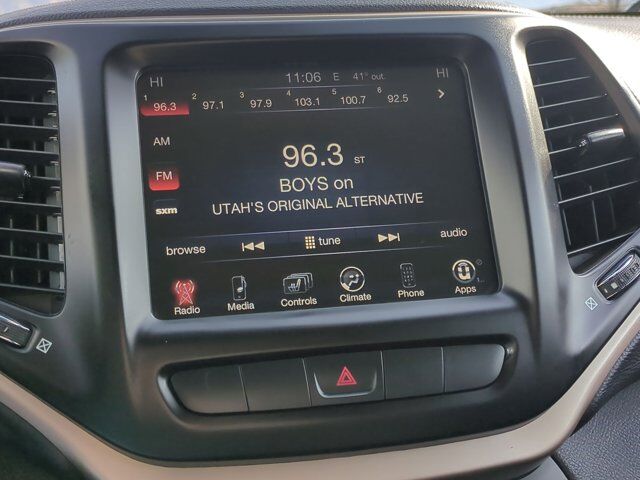 HI 11:06 E 41° out. HI
1 96.3 2 97.1 3 97.9 4 103.1 5 100.7 6 92.5
AM
FM
sxm
96.3 ST
BOYS on
UTAH'S ORIGINAL ALTERNATIVE
browse tune audio
Radio Media Controls Climate Phone Apps